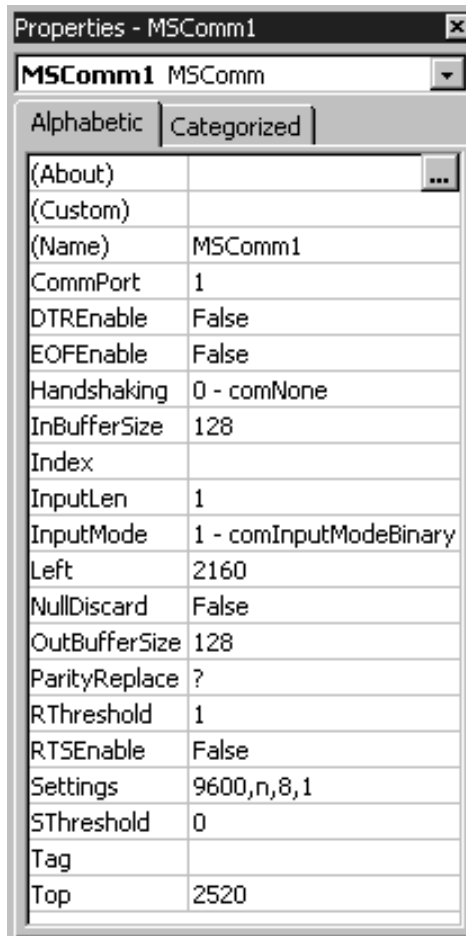 Properties - MSComm1
MSComm1 MSComm
Alphabetic Categorized
(About) ...
(Custom)
(Name) MSComm1
CommPort 1
DTREnable False
EOFEnable False
Handshaking 0 - comNone
InBufferSize 128
Index
InputLen 1
InputMode 1 - comInputModeBinary
Left 2160
NullDiscard False
OutBufferSize 128
ParityReplace ?
RThreshold 1
RTSEnable False
Settings 9600,n,8,1
SThreshold 0
Tag
Top 2520